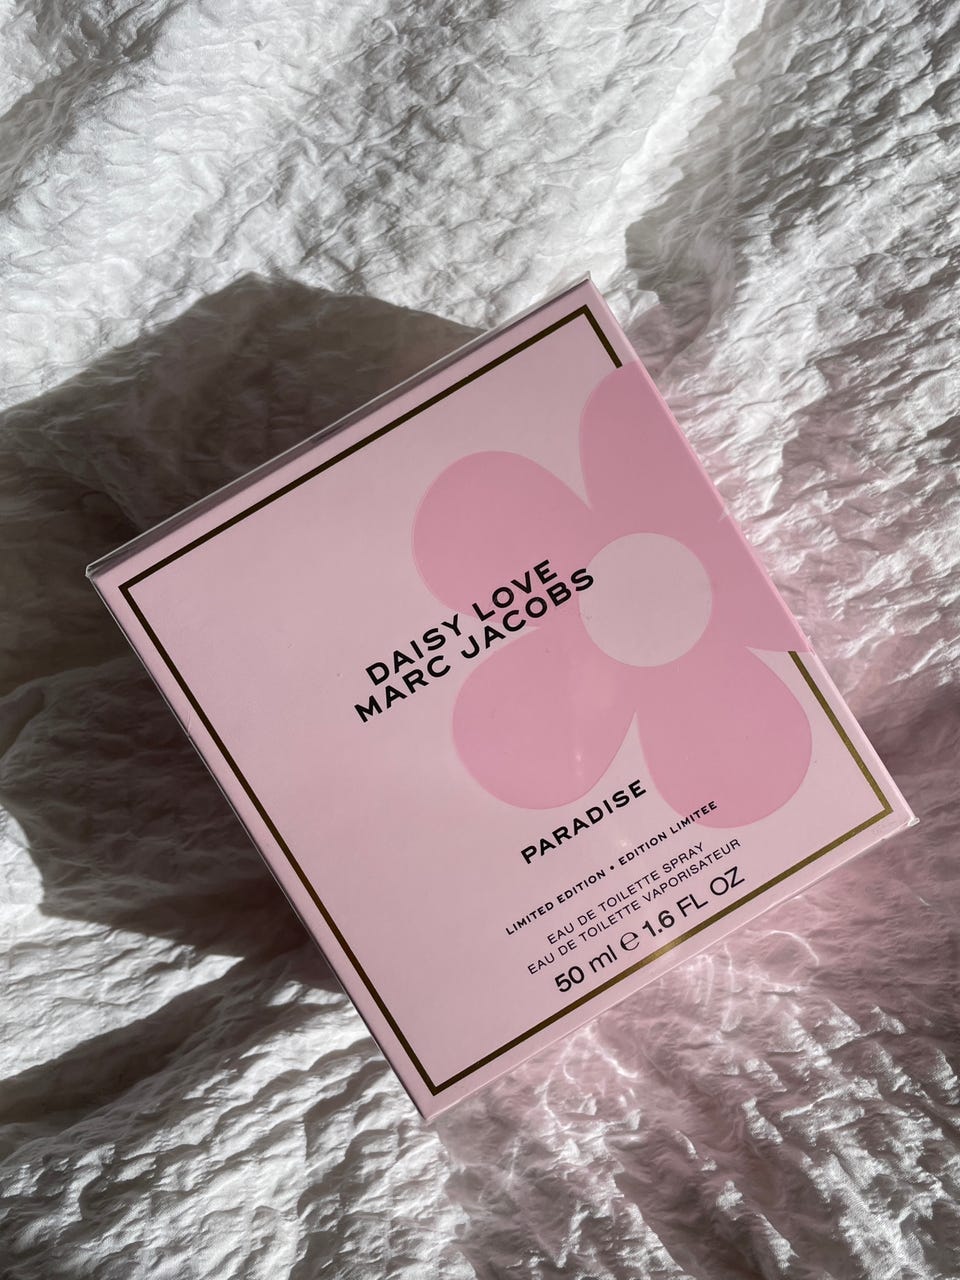 DAISY LOVE
MARC JACOBS
PARADISE
LIMITED EDITION • EDITION LIMITEE
EAU DE TOILETTE SPRAY
EAU DE TOILETTE VAPORISATEUR
50 ml ℮ 1.6 FL OZ